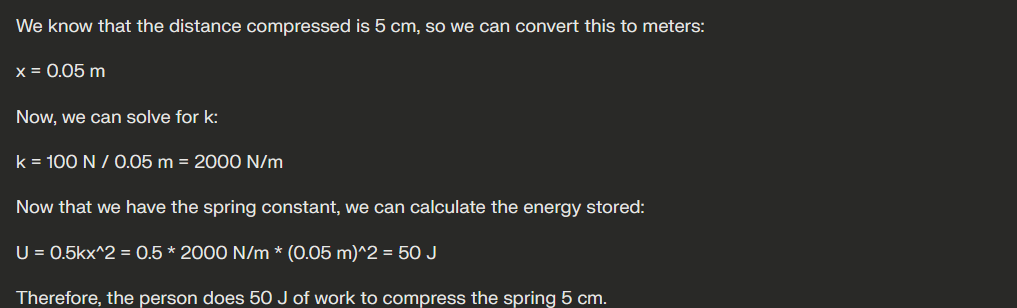 We know that the distance compressed is 5 cm, so we can convert this to meters:
x = 0.05 m
Now, we can solve for k:
k = 100 N / 0.05 m = 2000 N/m
Now that we have the spring constant, we can calculate the energy stored:
U = 0.5kx^2 = 0.5 * 2000 N/m * (0.05 m)^2 = 50 J
Therefore, the person does 50 J of work to compress the spring 5 cm.